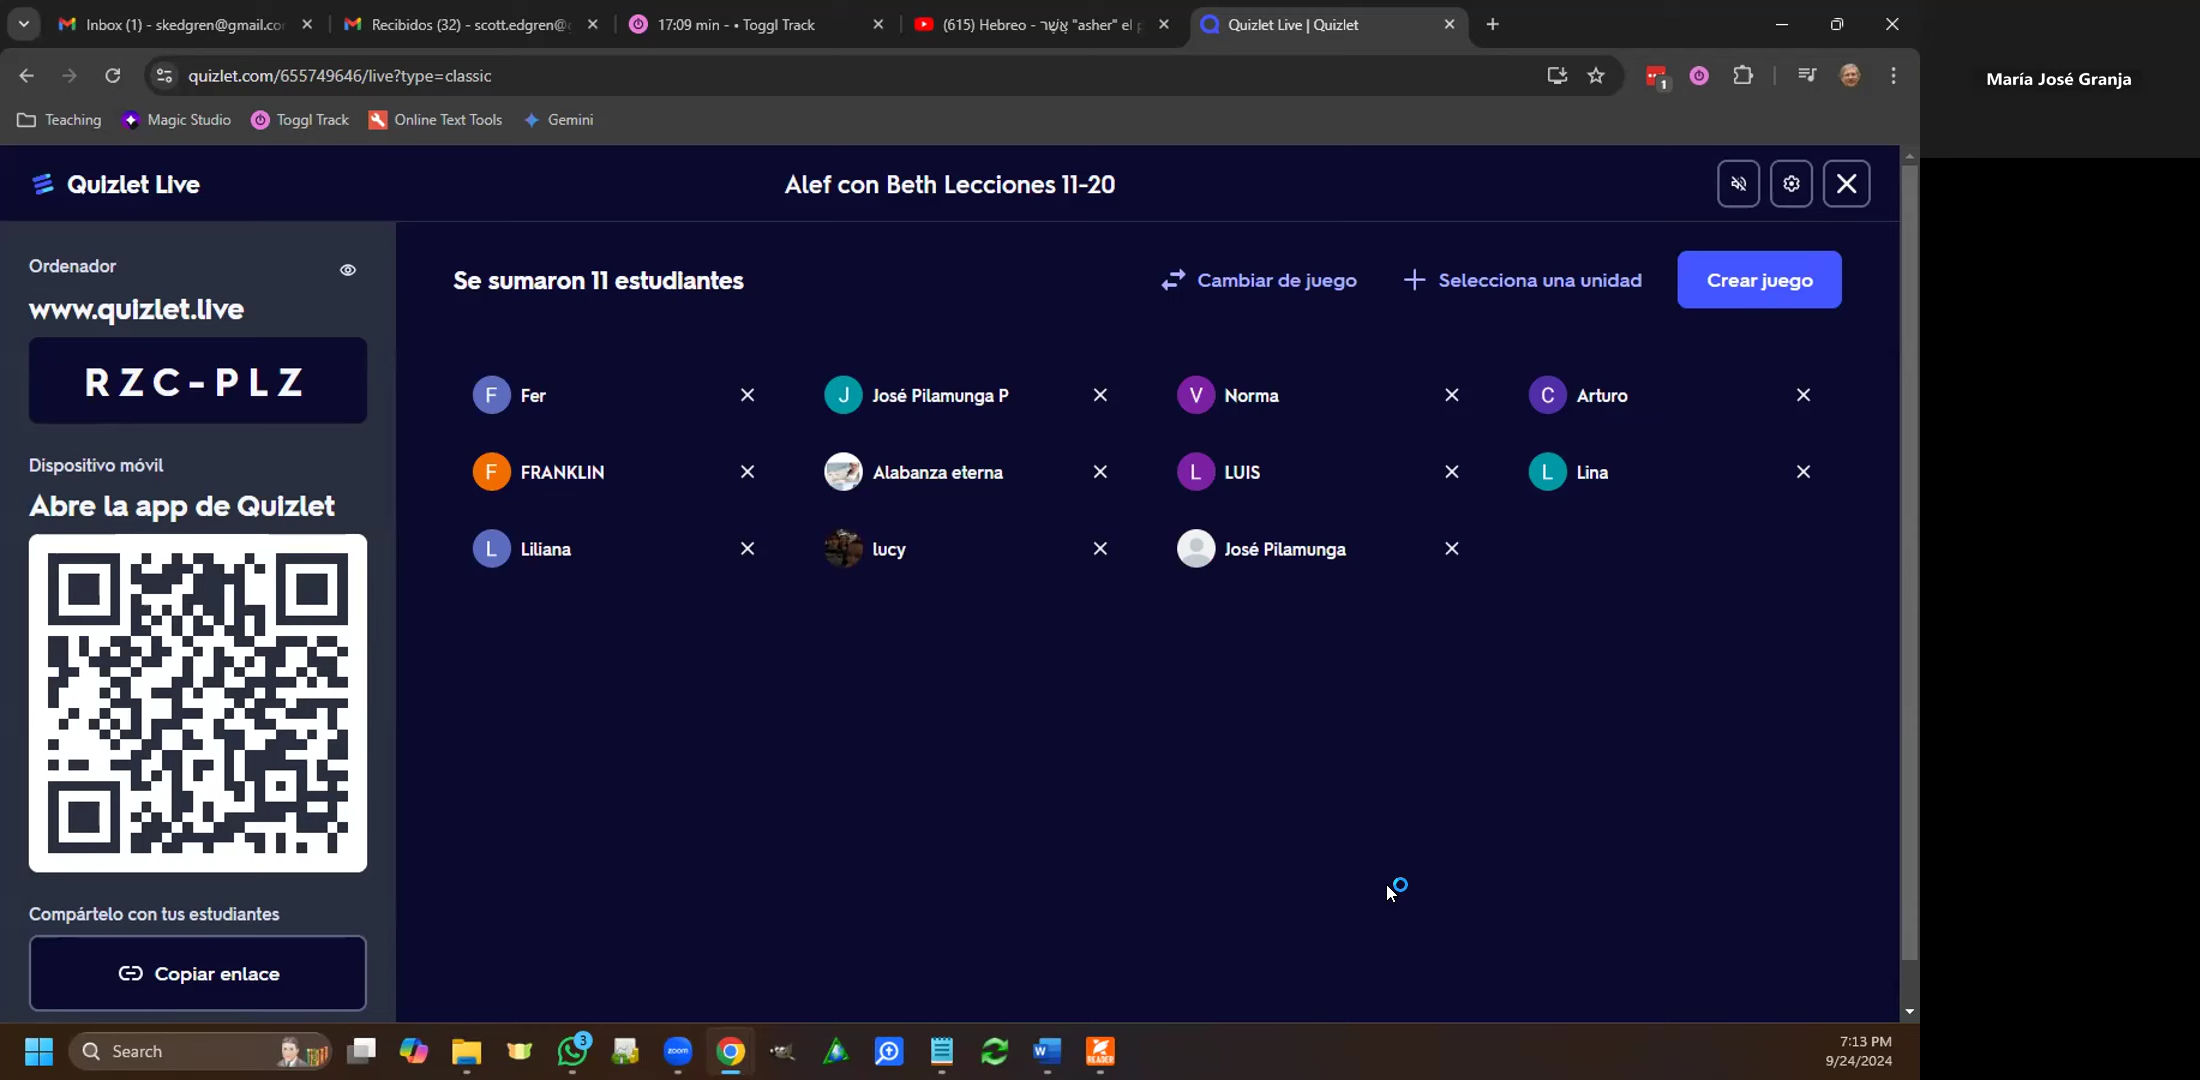 Inbox (1) - skedgren@gmail.co
Recibidos (32) - scott.edgren@
17:09 min - • Toggl Track
(615) Hebreo - אֲשֶׁר "asher" el p
Quizlet Live | Quizlet
quizlet.com/655749646/live?type=classic
1
María José Granja
Teaching
Magic Studio
Toggl Track
Online Text Tools
Gemini
Quizlet Live
Alef con Beth Lecciones 11-20
Ordenador
www.quizlet.live
RZC-PLZ
Dispositivo móvil
Abre la app de Quizlet
Compártelo con tus estudiantes
Copiar enlace
Se sumaron 11 estudiantes
Cambiar de juego
Selecciona una unidad
Crear juego
F Fer
J José Pilamunga P
V Norma
C Arturo
F FRANKLIN
Alabanza eterna
L LUIS
L Lina
L Liliana
lucy
José Pilamunga
Search
3
zoom
W
READER
7:13 PM
9/24/2024